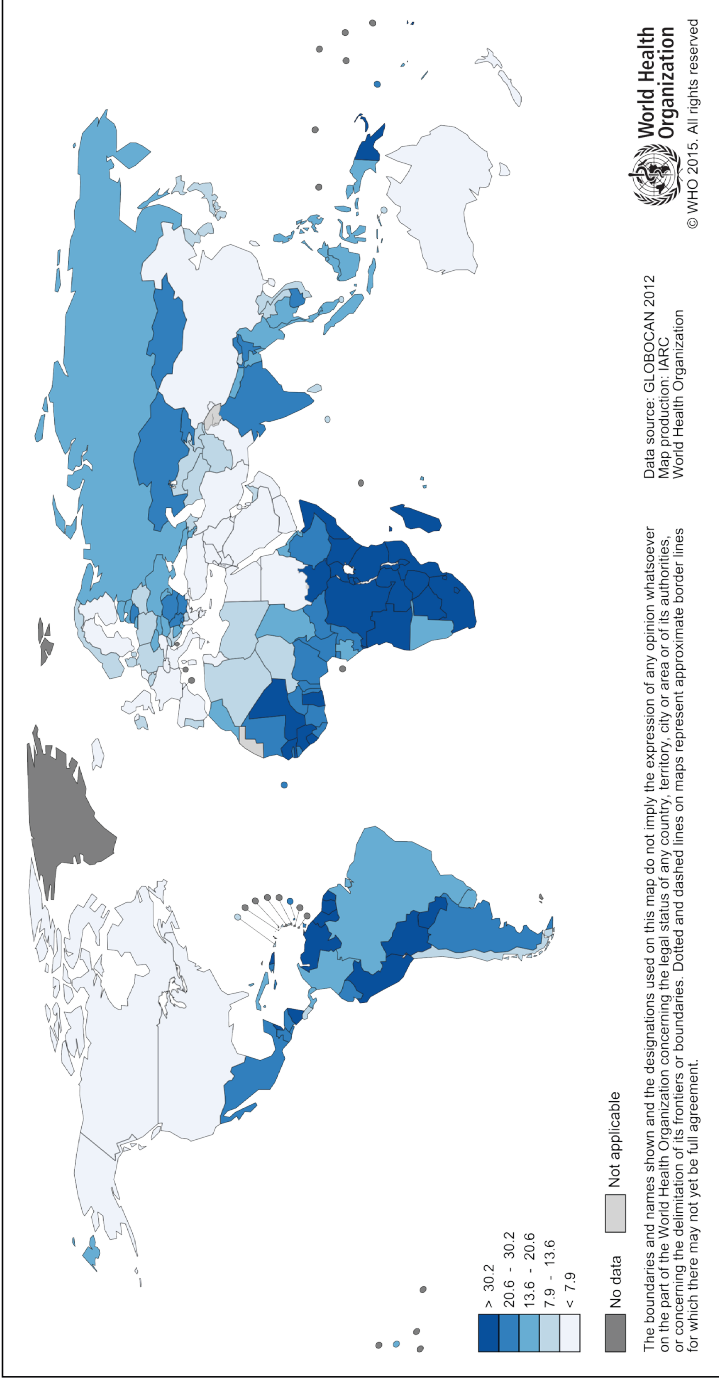 > 30.2
20.6 - 30.2
13.6 - 20.6
7.9 - 13.6
< 7.9
No data
Not applicable
Data source: GLOBOCAN 2012
Map production: IARC
World Health Organization
World Health
Organization
© WHO 2015. All rights reserved
The boundaries and names shown and the designations used on this map do not imply the expression of any opinion whatsoever
on the part of the World Health Organization concerning the legal status of any country, territory, city or area or of its authorities,
or concerning the delimitation of its frontiers or boundaries. Dotted and dashed lines on maps represent approximate border lines
for which there may not yet be full agreement.